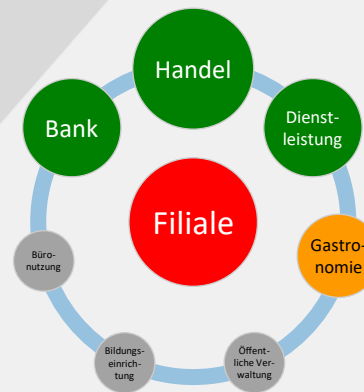 Handel
Bank
Dienst-
leistung
Filiale
Gastro-
nomie
Büro-
nutzung
Bildungs-
einrich-
tung
Öffent-
liche Ver-
waltung